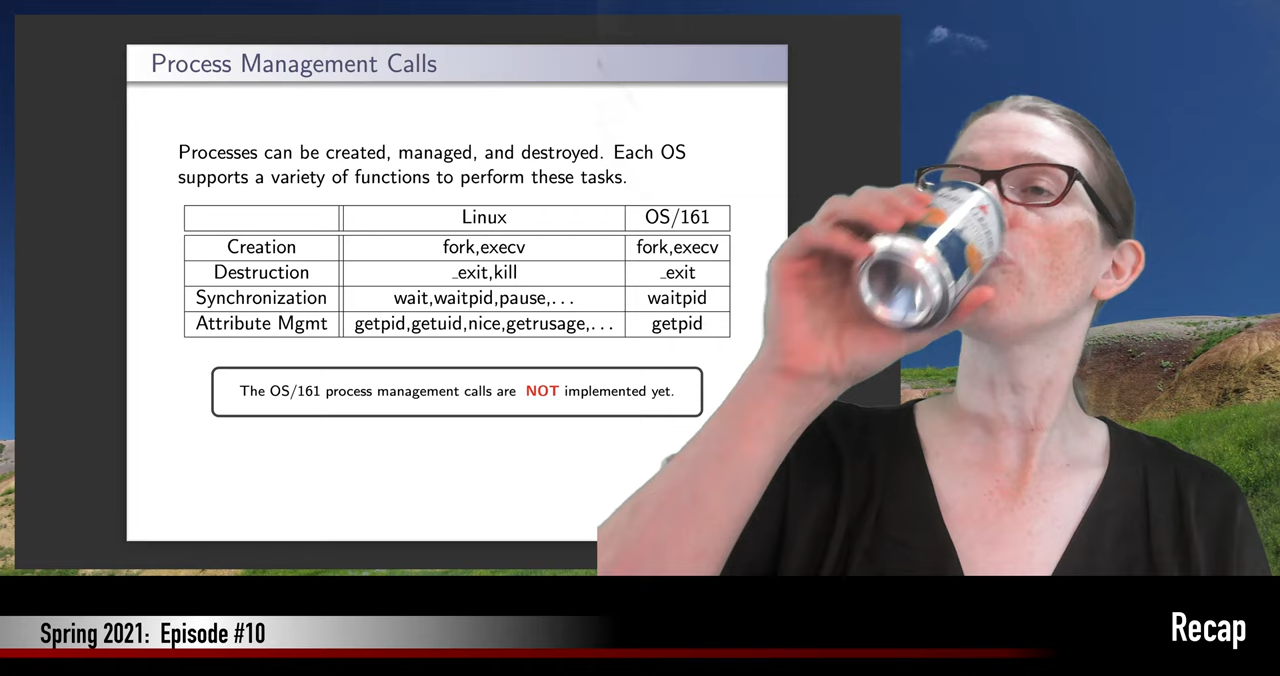 Process Management Calls
Processes can be created, managed, and destroyed. Each OS
supports a variety of functions to perform these tasks.
Linux OS/161
Creation fork,execv fork,execv
Destruction _exit,kill _exit
Synchronization wait,waitpid,pause,... waitpid
Attribute Mgmt getpid,getuid,nice,getrusage,... getpid
The OS/161 process management calls are NOT implemented yet.
Spring 2021: Episode #10
Recap